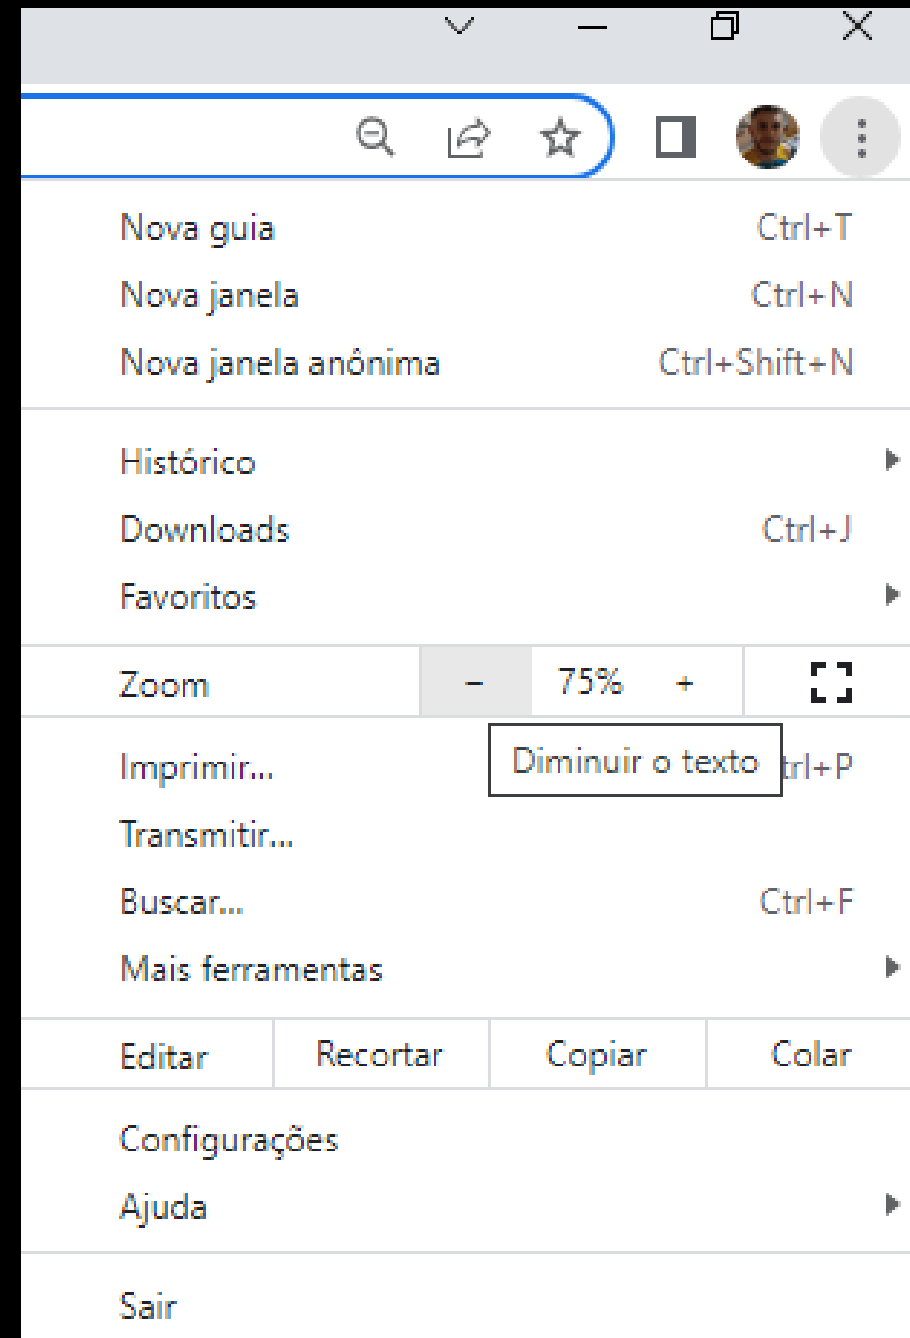 Nova guia Ctrl+T
Nova janela Ctrl+N
Nova janela anônima Ctrl+Shift+N
Histórico
Downloads Ctrl+J
Favoritos
Zoom - 75% +
Imprimir... trl+P
Diminuir o texto
Transmitir...
Buscar... Ctrl+F
Mais ferramentas
Editar Recortar Copiar Colar
Configurações
Ajuda
Sair